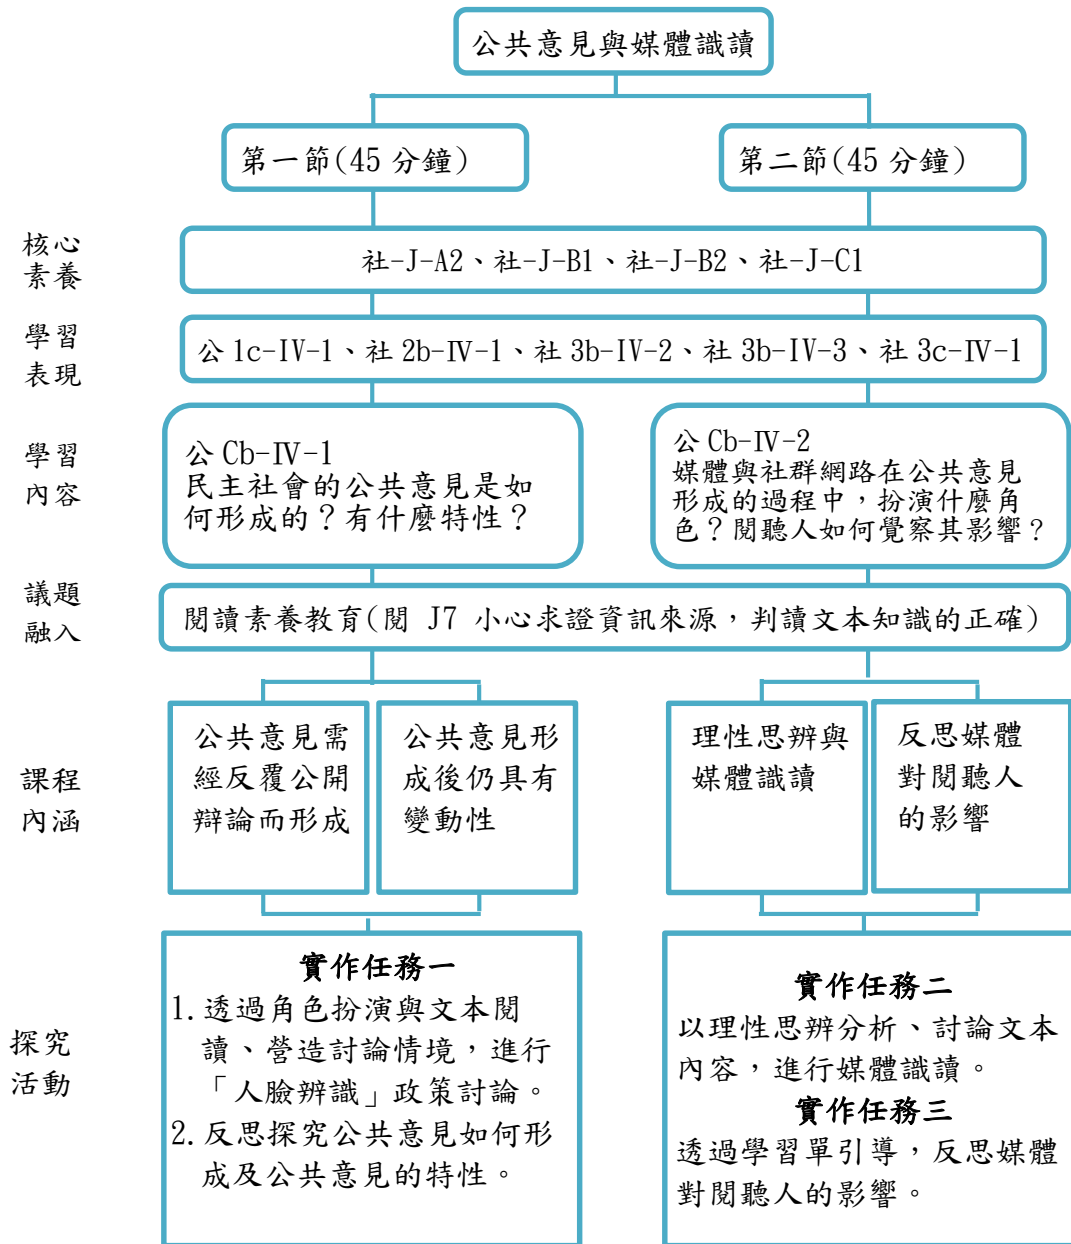 公共意見與媒體識讀
第一節(45 分鐘)
第二節(45 分鐘)
核心
素養
社-J-A2、社-J-B1、社-J-B2、社-J-C1
學習
表現
公 1c-IV-1、社 2b-IV-1、社 3b-IV-2、社 3b-IV-3、社 3c-IV-1
學習
內容
公 Cb-IV-1
民主社會的公共意見是如
何形成的？有什麼特性？
公 Cb-IV-2
媒體與社群網路在公共意見
形成的過程中，扮演什麼角
色？閱聽人如何覺察其影響？
議題
融入
閱讀素養教育(閱 J7 小心求證資訊來源，判讀文本知識的正確)
課程
內涵
公共意見需
經反覆公開
辯論而形成
公共意見形
成後仍具有
變動性
理性思辨與
媒體識讀
反思媒體
對閱聽人
的影響
探究
活動
實作任務一
1. 透過角色扮演與文本閱
讀、營造討論情境，進行
「人臉辨識」政策討論。
2. 反思探究公共意見如何形
成及公共意見的特性。
實作任務二
以理性思辨分析、討論文本
內容，進行媒體識讀。
實作任務三
透過學習單引導，反思媒體
對閱聽人的影響。